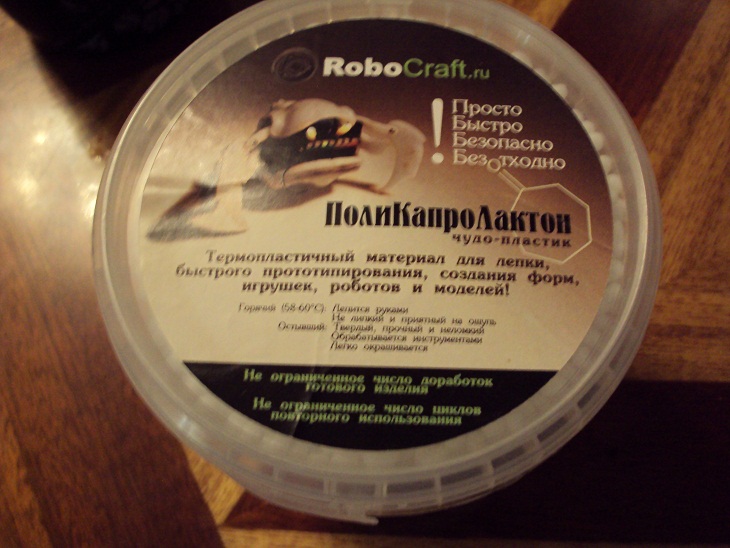 RoboCraft.ru
! Просто
Быстро
Безопасно
Безотходно
ПолиКапроЛактон
чудо-пластик
Термопластичный материал для лепки,
быстрого прототипирования, создания форм,
игрушек, роботов и моделей!
Горячий (58-60°C): Лепится руками
Не липкий и приятный на ощупь
Остывший: Твердый, прочный и неломкий
Обрабатывается инструментами
Легко окрашивается
Не ограниченное число доработок
готового изделия
Не ограниченное число циклов
повторного использования